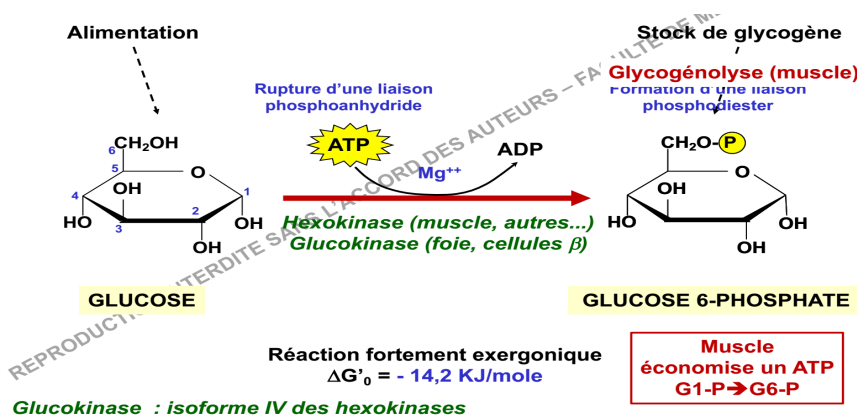 Alimentation
Stock de glycogène
Glycogénolyse (muscle)
Rupture d'une liaison
phosphoanhydride
Formation d'une liaison
phosphodiester
ATP
ADP
Mg++
6
CH₂OH
5
O
4
1
HO
OH
3
2
OH
OH
CH₂O-P
O
OH
HO
OH
OH
Hexokinase (muscle, autres...)
Glucokinase (foie, cellules β)
GLUCOSE
GLUCOSE 6-PHOSPHATE
Réaction fortement exergonique
ΔG'₀ = - 14,2 KJ/mole
Muscle
économise un ATP
G1-P➔G6-P
Glucokinase : isoforme IV des hexokinases
REPRODUCTION INTERDITE SANS L'ACCORD DES AUTEURS – FACULTE DE